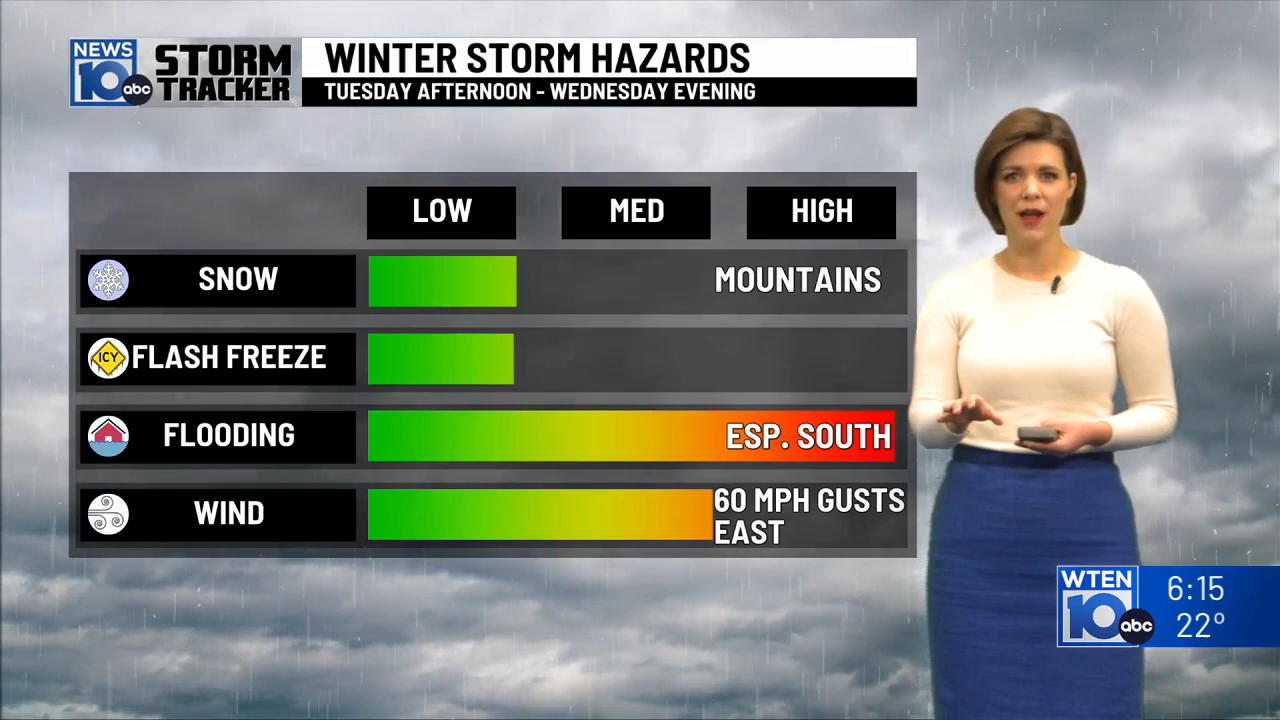 NEWS
10
abc
STORM
TRACKER
WINTER STORM HAZARDS
TUESDAY AFTERNOON - WEDNESDAY EVENING
LOW
MED
HIGH
SNOW
MOUNTAINS
ICY
FLASH FREEZE
FLOODING
ESP. SOUTH
WIND
60 MPH GUSTS
EAST
WTEN
10
abc
6:15
22°